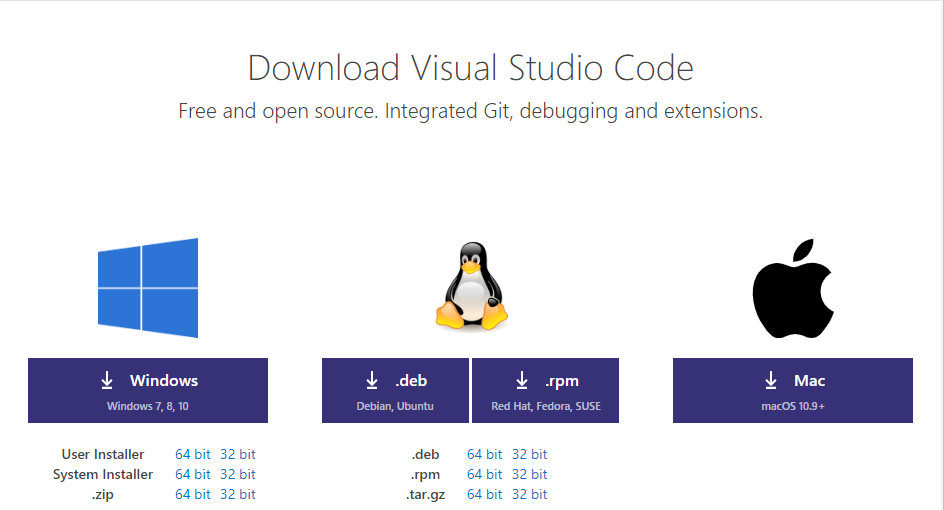 Download Visual Studio Code
Free and open source. Integrated Git, debugging and extensions.
Windows
Windows 7, 8, 10
.deb
Debian, Ubuntu
.rpm
Red Hat, Fedora, SUSE
Mac
macOS 10.9+
User Installer 64 bit 32 bit
System Installer 64 bit 32 bit
.zip 64 bit 32 bit
.deb 64 bit 32 bit
.rpm 64 bit 32 bit
.tar.gz 64 bit 32 bit